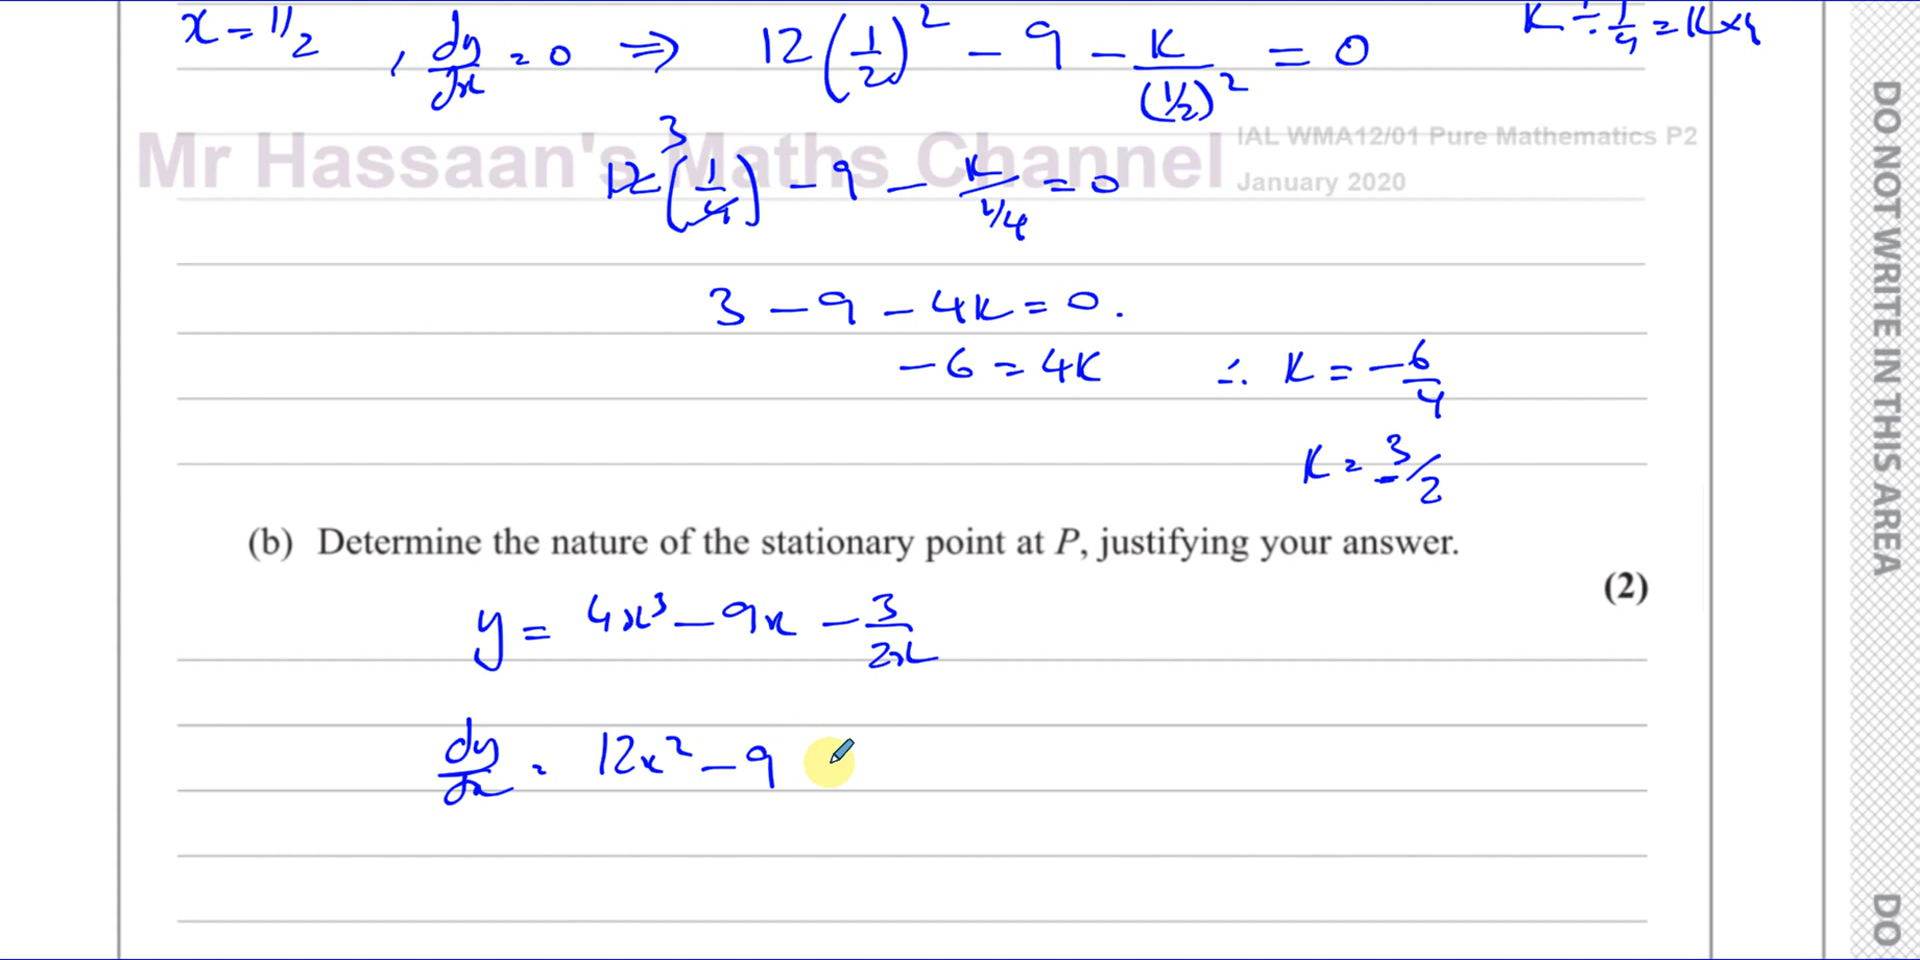 x = 1/2 , dy/dx = 0 ⇒ 12(1/2)² - 9 - K/(1/2)² = 0
K ÷ 1/4 = K×4
Mr Hassaan's Maths Channel
IAL WMA12/01 Pure Mathematics P2
January 2020
3
12(1/4) - 9 - K/1/4 = 0
3 - 9 - 4K = 0.
-6 = 4K ∴ K = -6/4
K = -3/2
(b) Determine the nature of the stationary point at P, justifying your answer.
(2)
y = 4x³ - 9x - 3/2x
dy/dx = 12x² - 9
DO NOT WRITE IN THIS AREA
DO